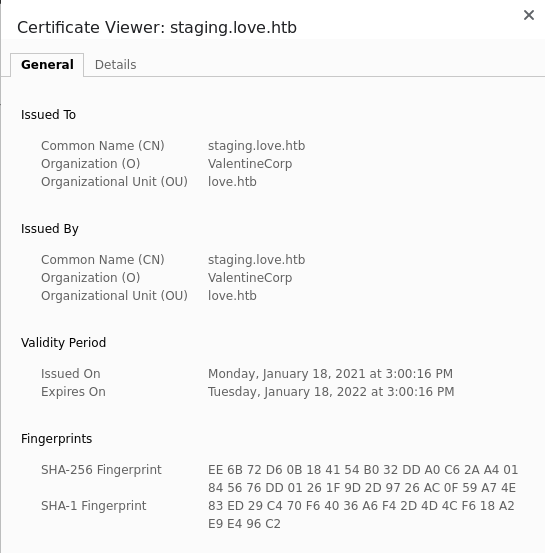 Certificate Viewer: staging.love.htb
General Details
Issued To
Common Name (CN) staging.love.htb
Organization (O) ValentineCorp
Organizational Unit (OU) love.htb
Issued By
Common Name (CN) staging.love.htb
Organization (O) ValentineCorp
Organizational Unit (OU) love.htb
Validity Period
Issued On Monday, January 18, 2021 at 3:00:16 PM
Expires On Tuesday, January 18, 2022 at 3:00:16 PM
Fingerprints
SHA-256 Fingerprint EE 6B 72 D6 0B 18 41 54 B0 32 DD A0 C6 2A A4 01
84 56 76 DD 01 26 1F 9D 2D 97 26 AC 0F 59 A7 4E
SHA-1 Fingerprint 83 ED 29 C4 70 F6 40 36 A6 F4 2D 4D 4C F6 18 A2
E9 E4 96 C2